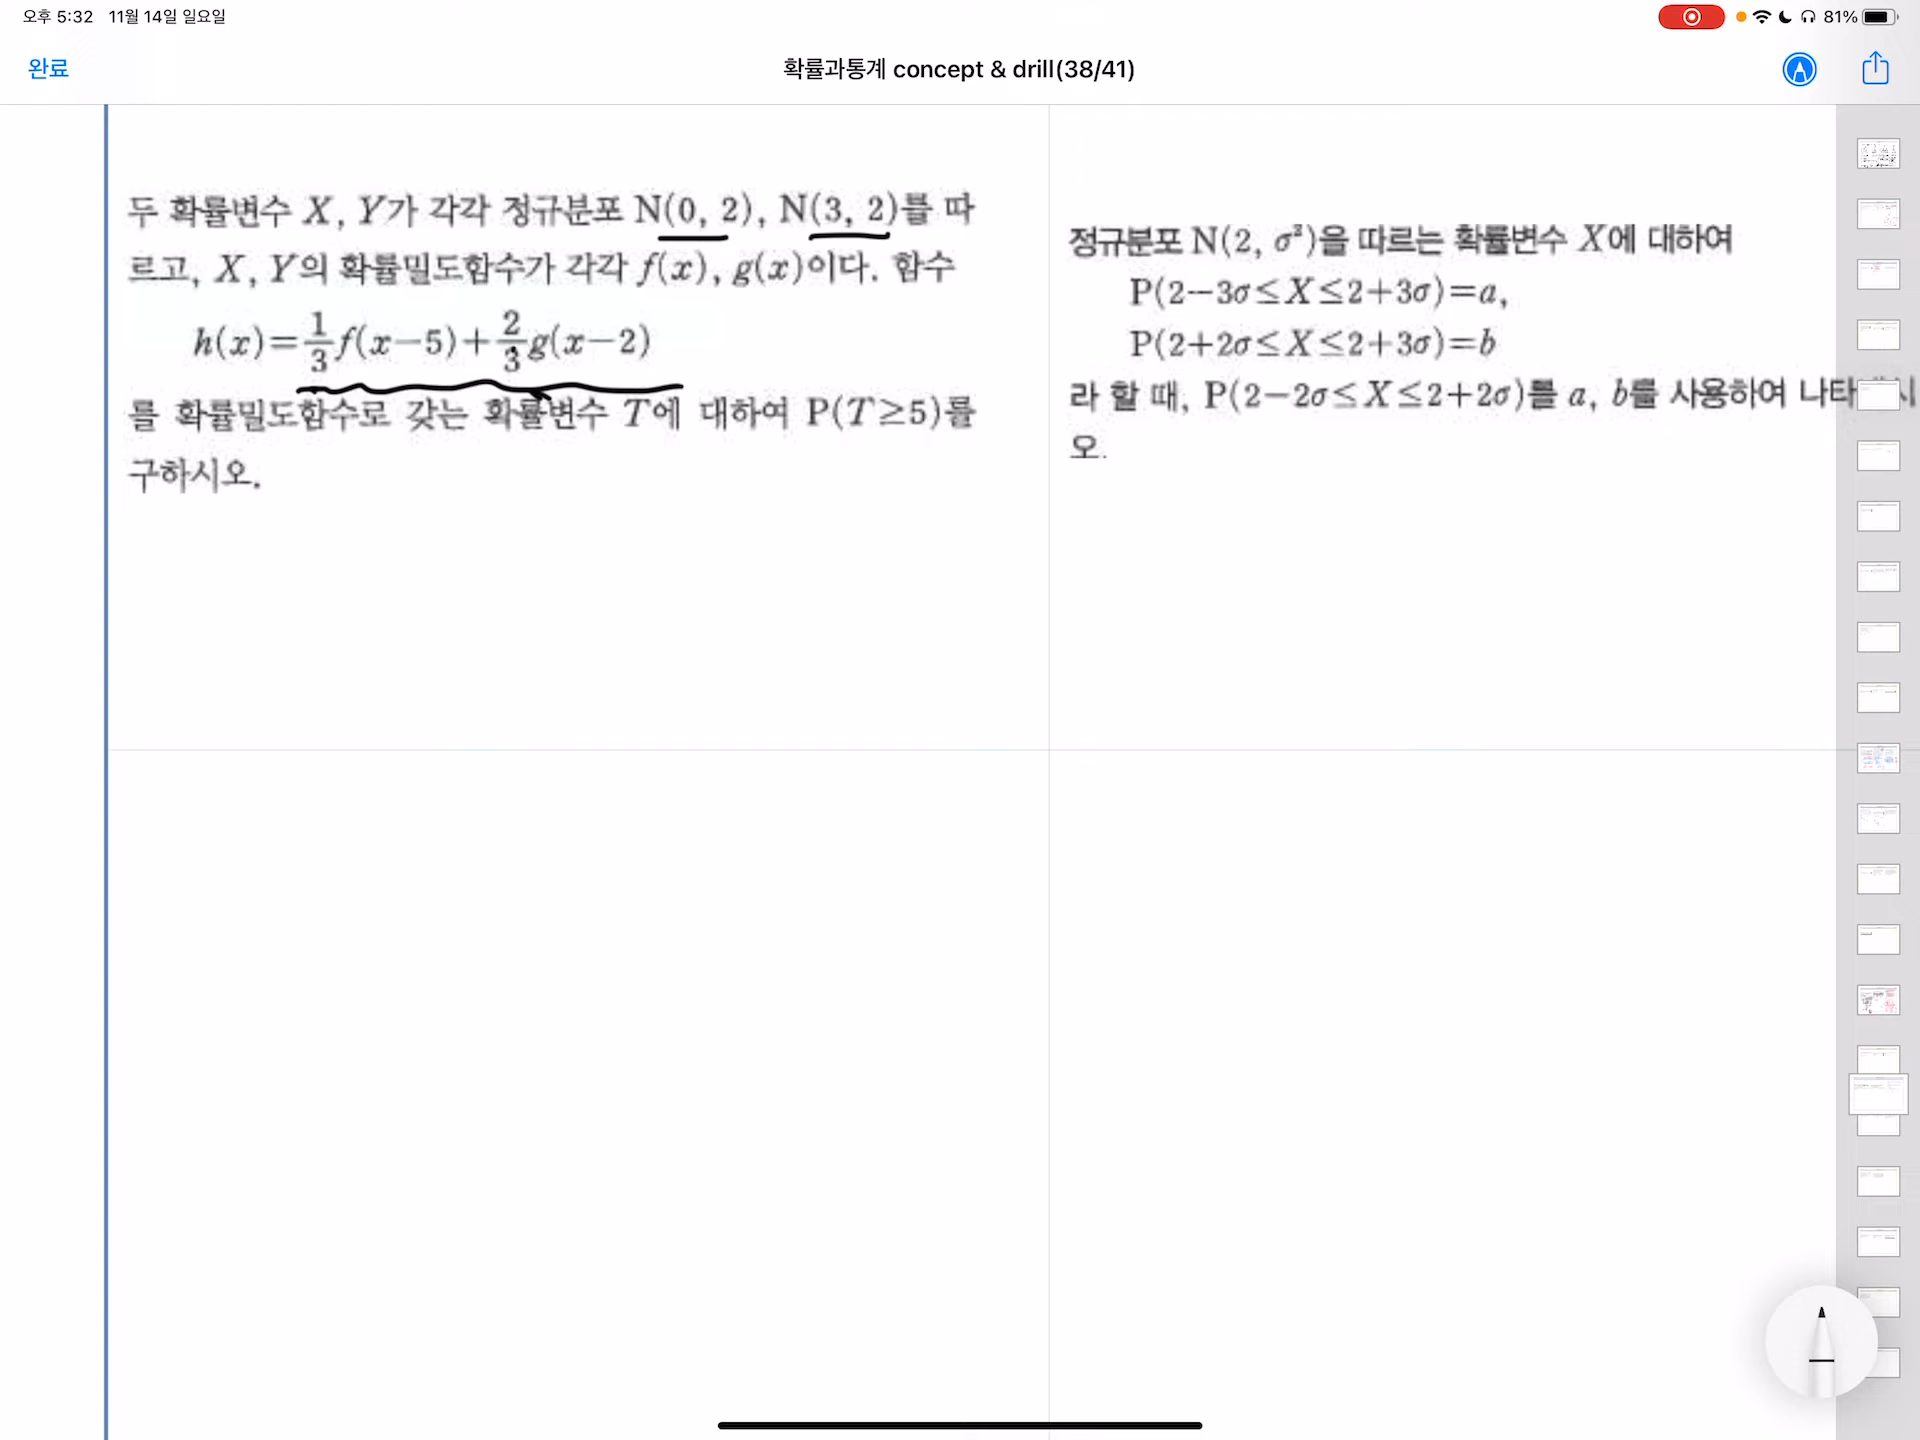 오후 5:32 11월 14일 일요일
81%
완료
확률과통계 concept & drill(38/41)
두 확률변수 X, Y가 각각 정규분포 N(0, 2), N(3, 2)를 따
르고, X, Y의 확률밀도함수가 각각 f(x), g(x)이다. 함수
h(x)=1/3 f(x-5)+2/3 g(x-2)
를 확률밀도함수로 갖는 확률변수 T에 대하여 P(T≥5)를
구하시오.
정규분포 N(2, σ²)을 따르는 확률변수 X에 대하여
P(2-3σ≤X≤2+3σ)=a,
P(2+2σ≤X≤2+3σ)=b
라 할 때, P(2-2σ≤X≤2+2σ)를 a, b를 사용하여
오.